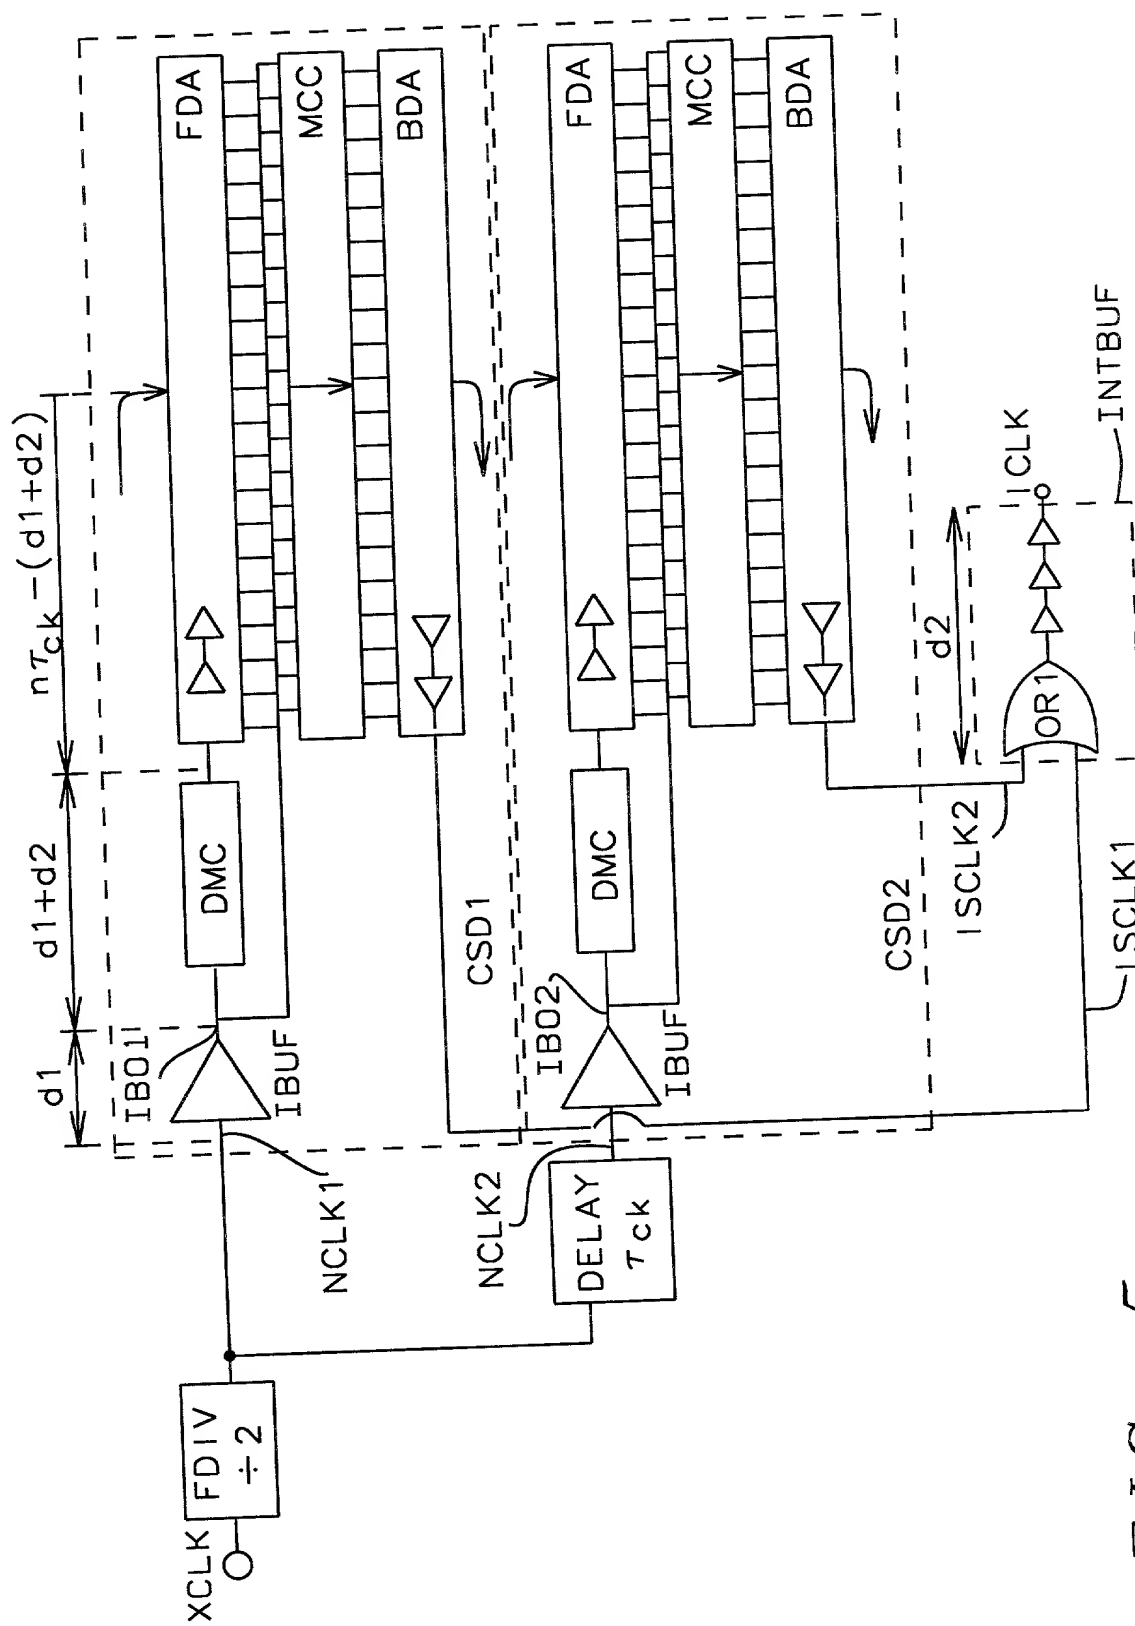 XCLK
FDIV
÷2
NCLK1
NCLK2
DELAY
τck
d1
d1+d2
nτck-(d1+d2)
IBO1
IBUF
DMC
FDA
MCC
BDA
CSD1
IBO2
IBUF
DMC
FDA
MCC
BDA
CSD2
ISCLK2
ISCLK1
OR1
d2
ICLK
INTBUF